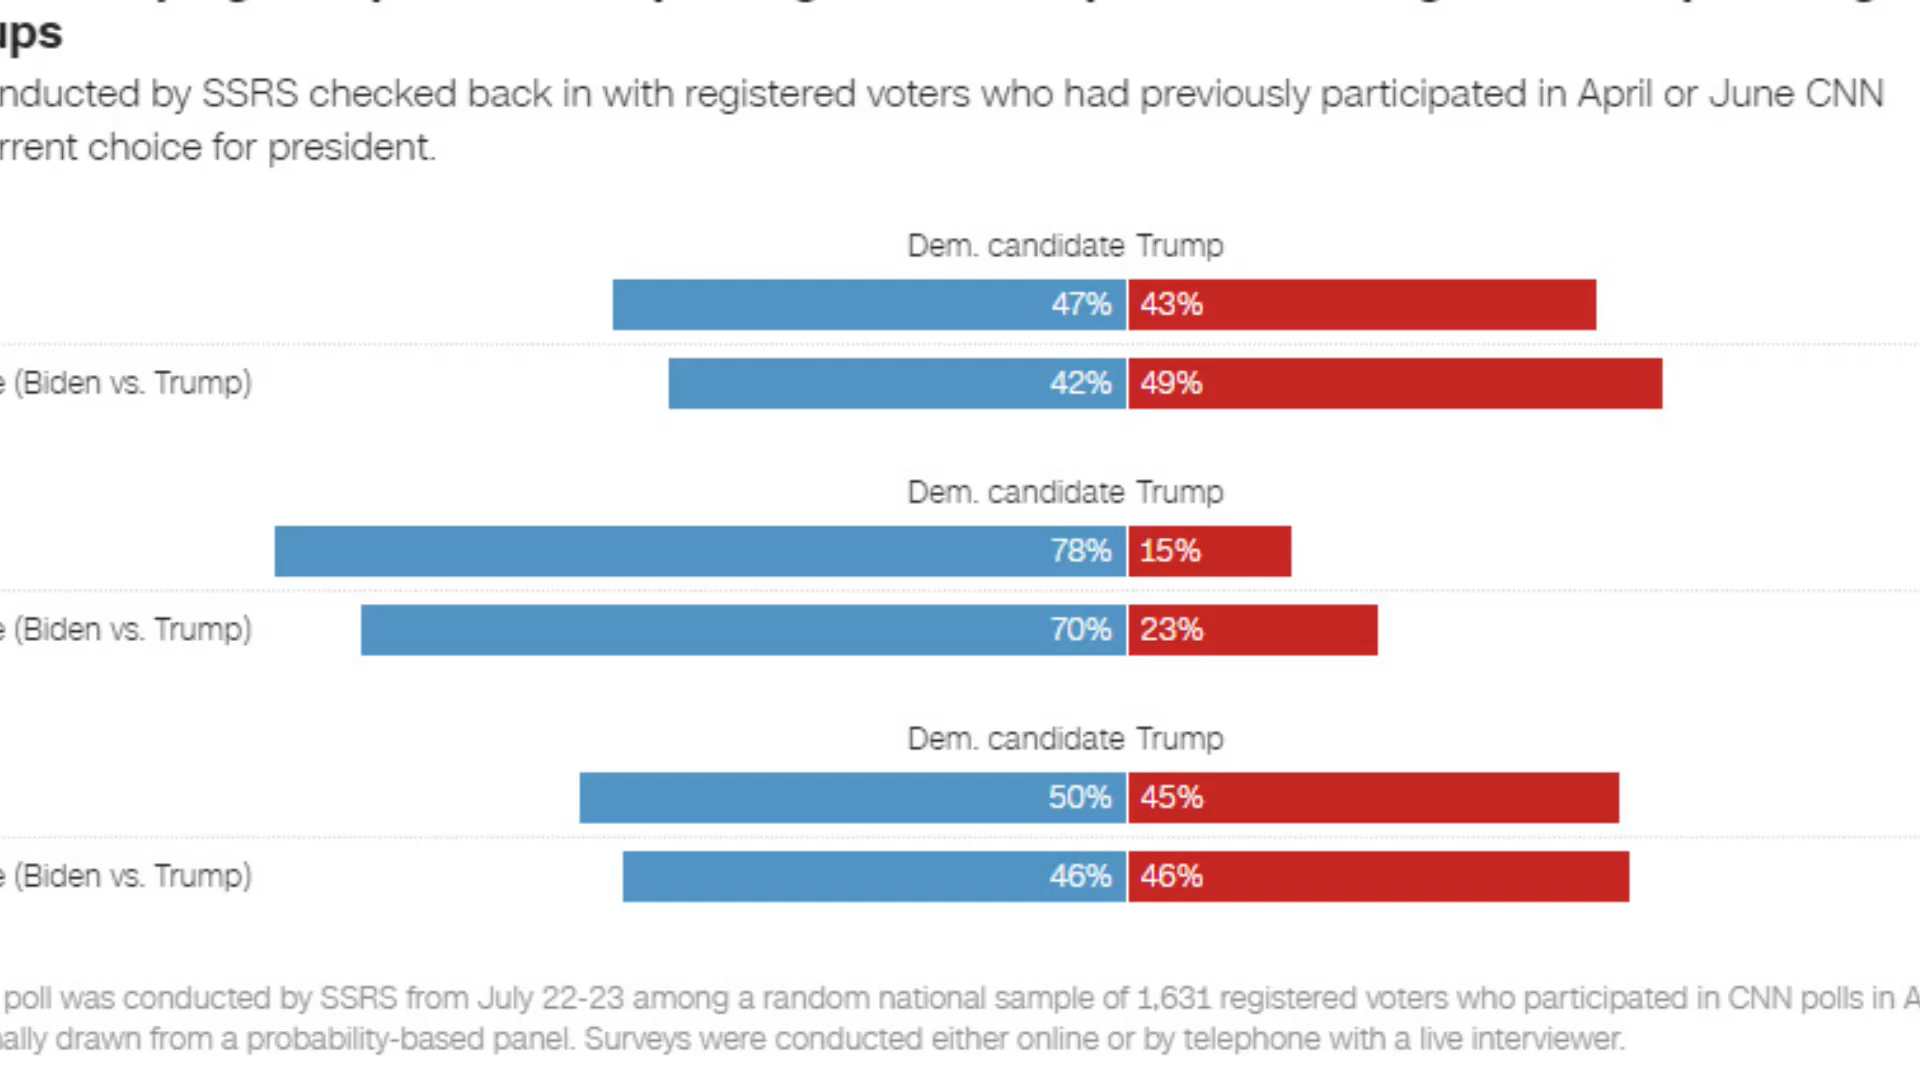 ups
nducted by SSRS checked back in with registered voters who had previously participated in April or June CNN
rrent choice for president.
Dem. candidate Trump
47% 43%
e (Biden vs. Trump) 42% 49%
Dem. candidate Trump
78% 15%
e (Biden vs. Trump) 70% 23%
Dem. candidate Trump
50% 45%
e (Biden vs. Trump) 46% 46%
poll was conducted by SSRS from July 22-23 among a random national sample of 1,631 registered voters who participated in CNN polls in A
nally drawn from a probability-based panel. Surveys were conducted either online or by telephone with a live interviewer.